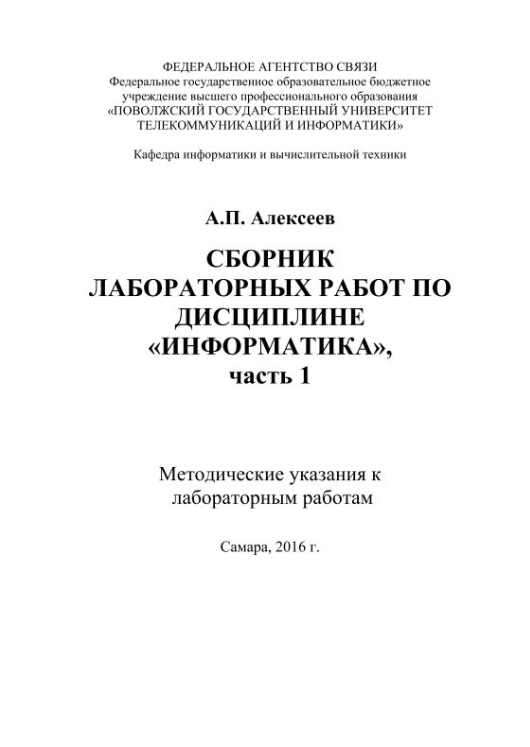 ФЕДЕРАЛЬНОЕ АГЕНТСТВО СВЯЗИ
Федеральное государственное образовательное бюджетное
учреждение высшего профессионального образования
«ПОВОЛЖСКИЙ ГОСУДАРСТВЕННЫЙ УНИВЕРСИТЕТ
ТЕЛЕКОММУНИКАЦИЙ И ИНФОРМАТИКИ»
Кафедра информатики и вычислительной техники
А.П. Алексеев
СБОРНИК
ЛАБОРАТОРНЫХ РАБОТ ПО
ДИСЦИПЛИНЕ
«ИНФОРМАТИКА»,
часть 1
Методические указания к
лабораторным работам
Самара, 2016 г.